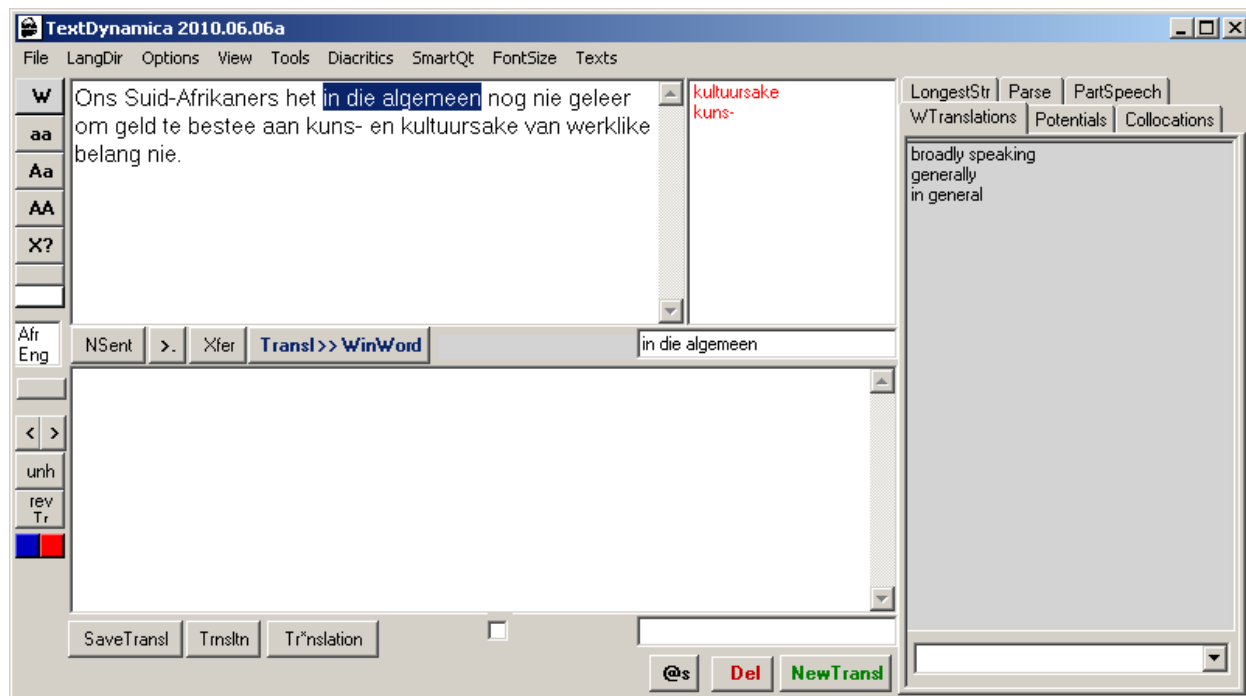 TextDynamica 2010.06.06a
File LangDir Options View Tools Diacritics SmartQt FontSize Texts
W
aa
Aa
AA
X?
Afr
Eng
< >
unh
rev
Tr
Ons Suid-Afrikaners het in die algemeen nog nie geleer
om geld te bestee aan kuns- en kultuursake van werklike
belang nie.
kultuursake
kuns-
LongestStr Parse PartSpeech
WTranslations Potentials Collocations
broadly speaking
generally
in general
NSent >. Xfer Transl>>WinWord in die algemeen
SaveTransl Trnsltn Tr*nslation
@s Del NewTransl